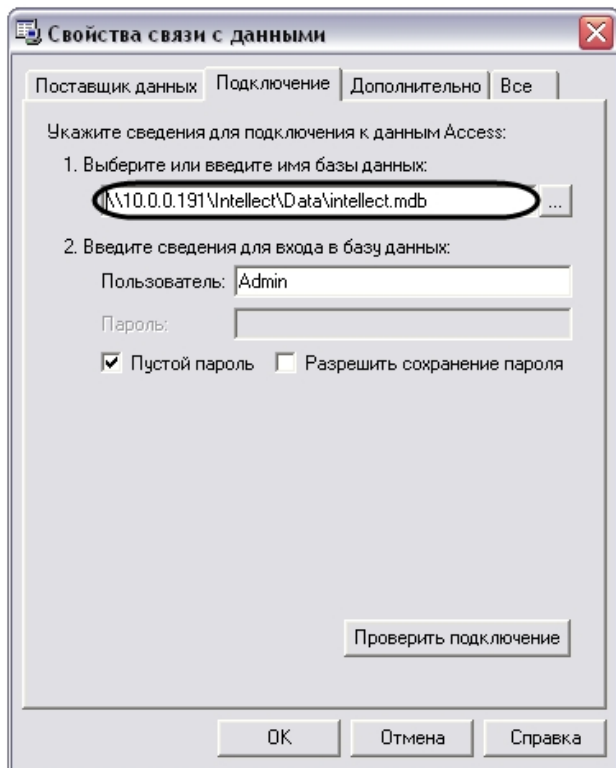 Свойства связи с данными
Поставщик данных Подключение Дополнительно Все
Укажите сведения для подключения к данным Access:
1. Выберите или введите имя базы данных:
\\10.0.0.191\Intellect\Data\intellect.mdb ...
2. Введите сведения для входа в базу данных:
Пользователь: Admin
Пароль:
Пустой пароль Разрешить сохранение пароля
Проверить подключение
OK Отмена Справка